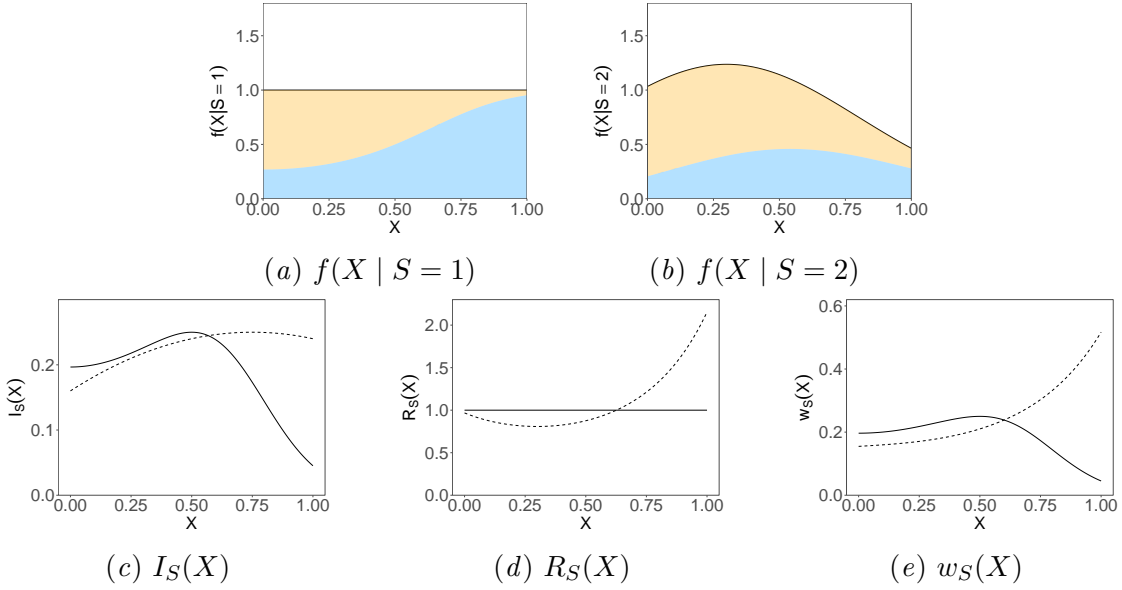 f(X|S = 1)
1.5
1.0
0.5
0.0
0.00 0.25 0.50 0.75 1.00
X
(a) f(X | S = 1)
f(X|S = 2)
1.5
1.0
0.5
0.0
0.00 0.25 0.50 0.75 1.00
X
(b) f(X | S = 2)
I_S(X)
0.2
0.1
0.0
0.00 0.25 0.50 0.75 1.00
X
(c) I_S(X)
R_S(X)
2.0
1.5
1.0
0.5
0.0
0.00 0.25 0.50 0.75 1.00
X
(d) R_S(X)
w_S(X)
0.6
0.4
0.2
0.0
0.00 0.25 0.50 0.75 1.00
X
(e) w_S(X)